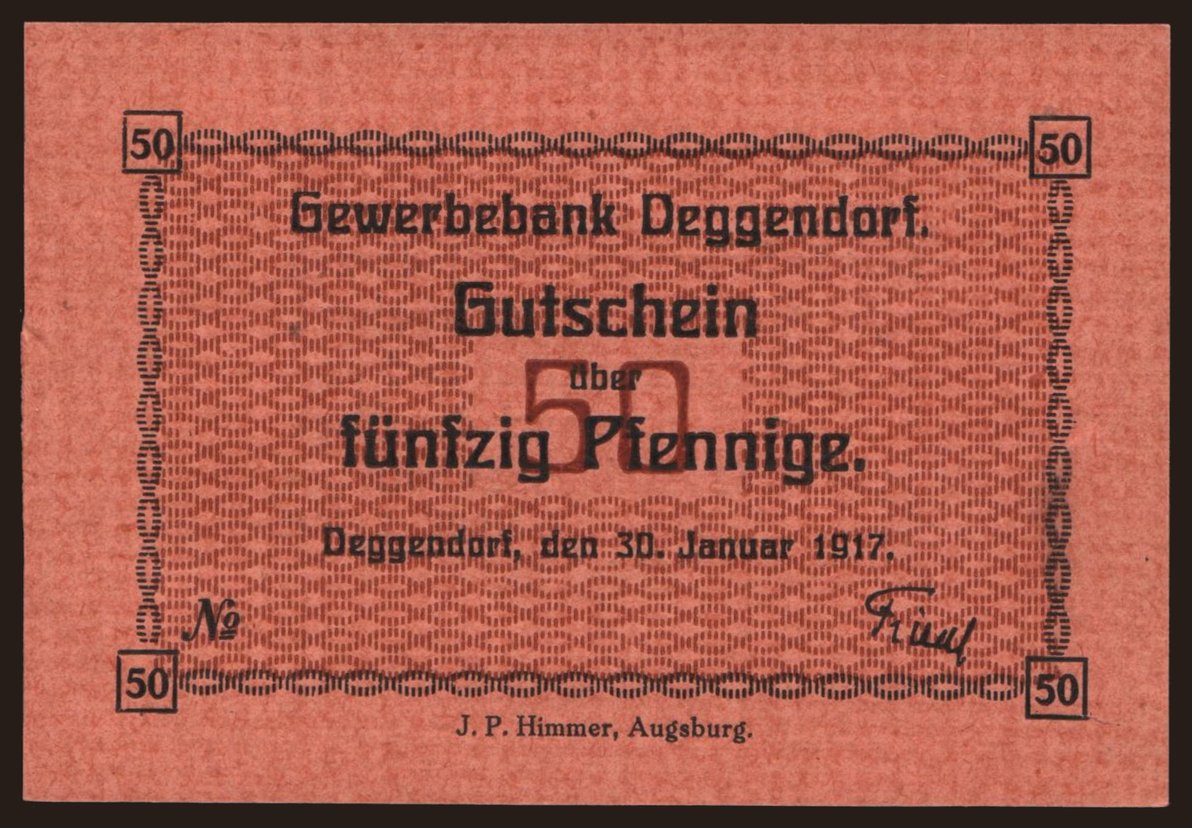 50 50
Gewerbebank Deggendorf.
Gutschein
über
50
fünfzig Pfennige.
Deggendorf, den 30. Januar 1917.
№
50 50
J. P. Himmer, Augsburg.